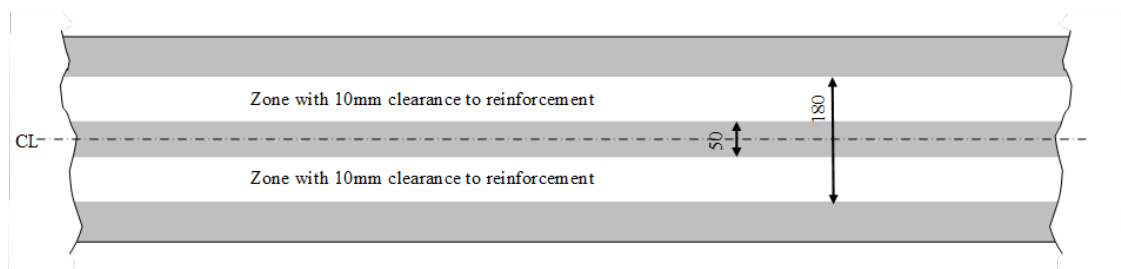 Zone with 10mm clearance to reinforcement
180
CL
50
Zone with 10mm clearance to reinforcement